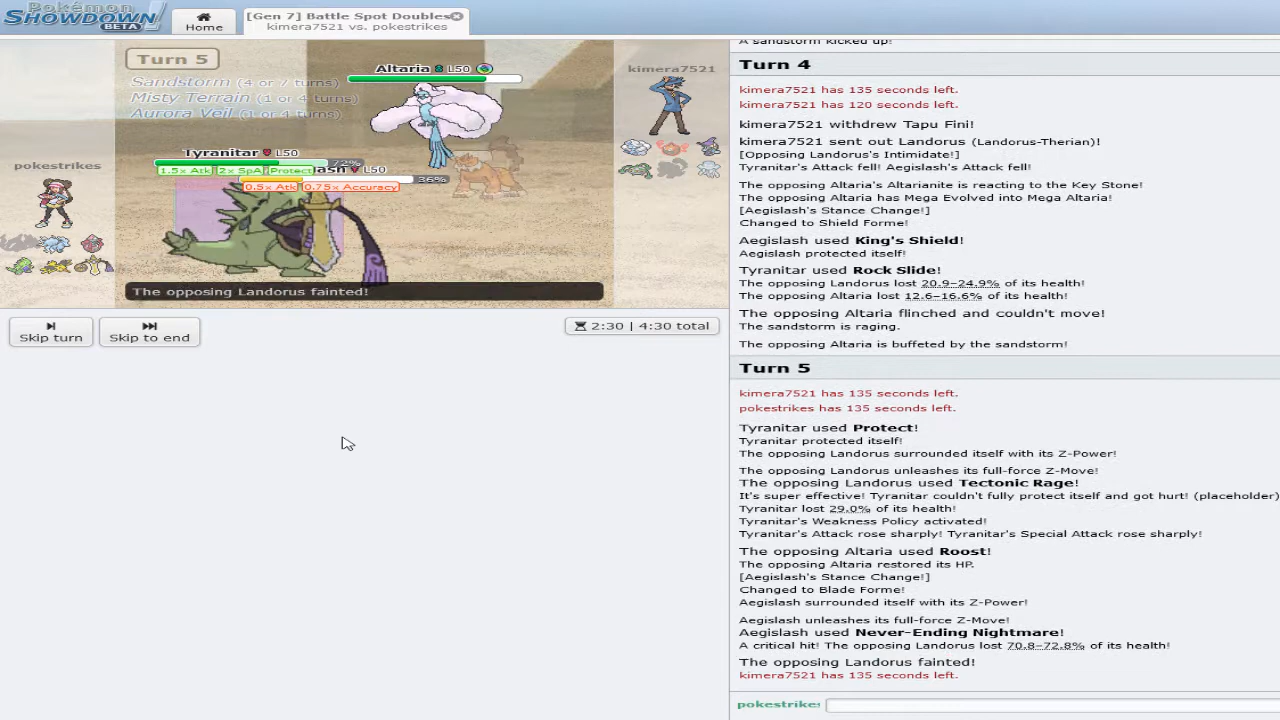 Pokémon
SHOWDOWN
BETA
Home
[Gen 7] Battle Spot Doubles
kimera7521 vs. pokestrikes
Turn 5
Sandstorm (4 or 7 turns)
Misty Terrain (1 or 4 turns)
Aurora Veil (1 or 4 turns)
Altaria L50
kimera7521
pokestrikes
Tyranitar L50
72%
1.5× Atk 2× SpA Protect
ash L50
36%
0.5× Atk 0.75× Accuracy
The opposing Landorus fainted!
Skip turn
Skip to end
2:30 | 4:30 total
A sandstorm kicked up!
Turn 4
kimera7521 has 135 seconds left.
kimera7521 has 120 seconds left.
kimera7521 withdrew Tapu Fini!
kimera7521 sent out Landorus (Landorus-Therian)!
[Opposing Landorus's Intimidate!]
Tyranitar's Attack fell! Aegislash's Attack fell!
The opposing Altaria's Altarianite is reacting to the Key Stone!
The opposing Altaria has Mega Evolved into Mega Altaria!
[Aegislash's Stance Change!]
Changed to Shield Forme!
Aegislash used King's Shield!
Aegislash protected itself!
Tyranitar used Rock Slide!
The opposing Landorus lost 20.9–24.9% of its health!
The opposing Altaria lost 12.6–16.6% of its health!
The opposing Altaria flinched and couldn't move!
The sandstorm is raging.
The opposing Altaria is buffeted by the sandstorm!
Turn 5
kimera7521 has 135 seconds left.
pokestrikes has 135 seconds left.
Tyranitar used Protect!
Tyranitar protected itself!
The opposing Landorus surrounded itself with its Z-Power!
The opposing Landorus unleashes its full-force Z-Move!
The opposing Landorus used Tectonic Rage!
It's super effective! Tyranitar couldn't fully protect itself and got hurt! (placeholder)
Tyranitar lost 29.0% of its health!
Tyranitar's Weakness Policy activated!
Tyranitar's Attack rose sharply! Tyranitar's Special Attack rose sharply!
The opposing Altaria used Roost!
The opposing Altaria restored its HP.
[Aegislash's Stance Change!]
Changed to Blade Forme!
Aegislash surrounded itself with its Z-Power!
Aegislash unleashes its full-force Z-Move!
Aegislash used Never-Ending Nightmare!
A critical hit! The opposing Landorus lost 70.8–72.8% of its health!
The opposing Landorus fainted!
kimera7521 has 135 seconds left.
pokestrikes: